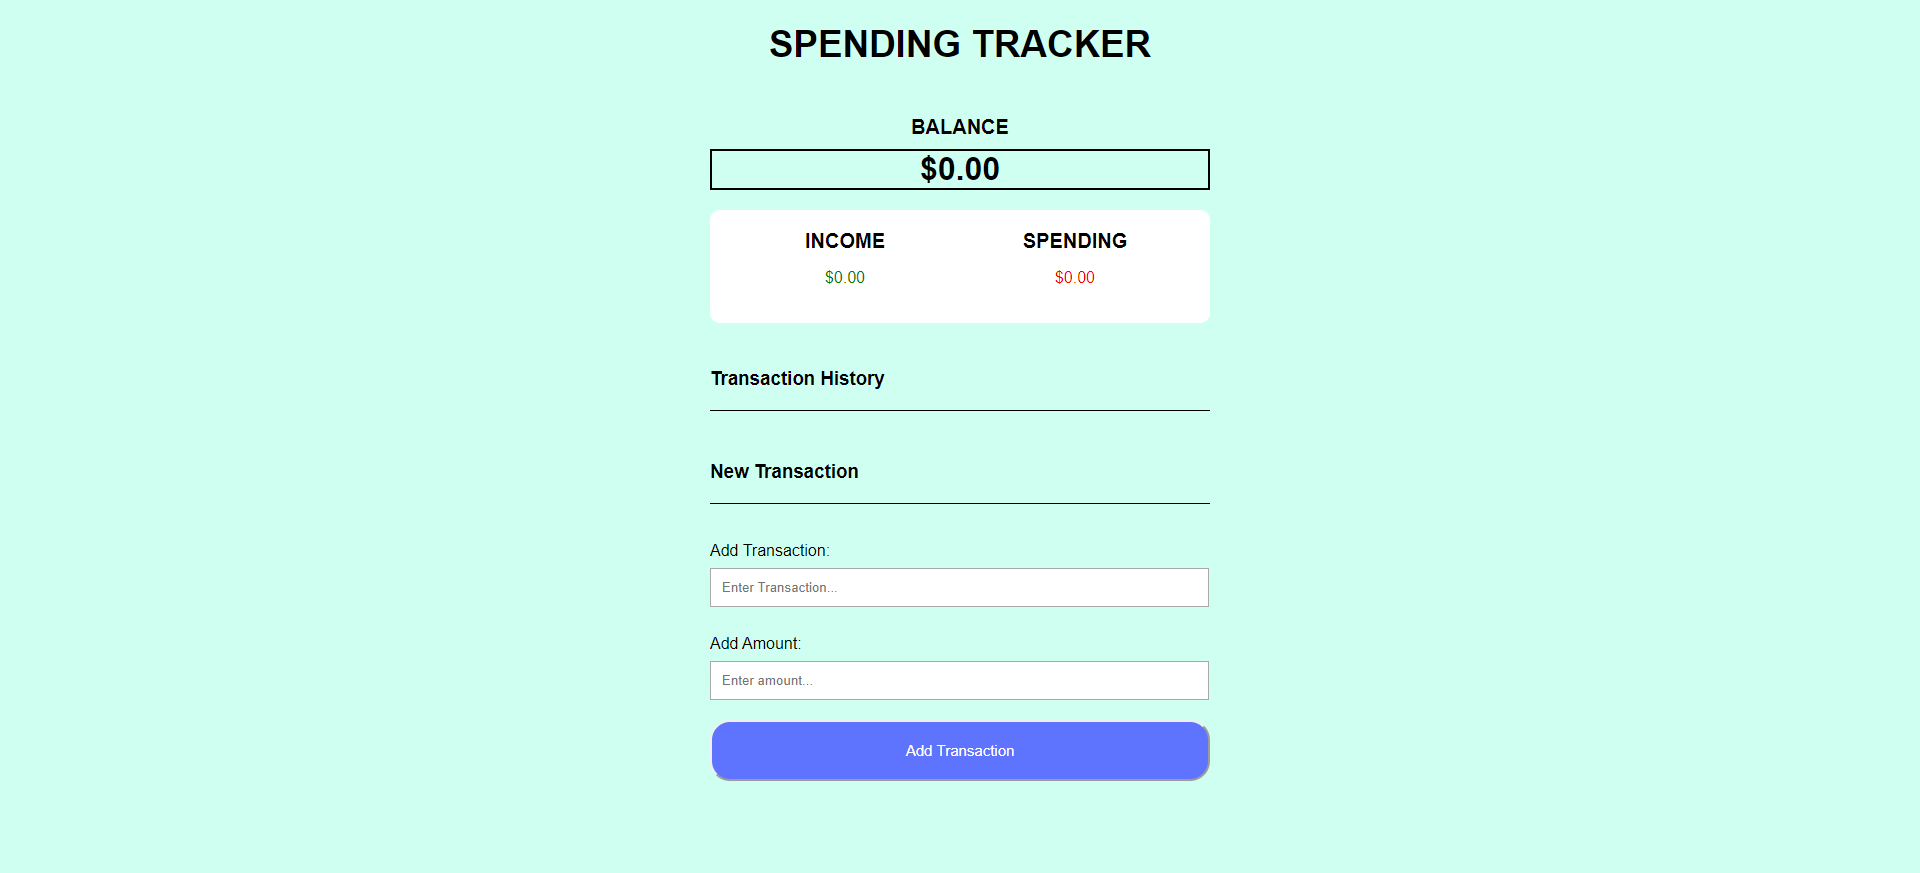 SPENDING TRACKER
BALANCE
$0.00
INCOME SPENDING
$0.00 $0.00
Transaction History
New Transaction
Add Transaction:
Enter Transaction...
Add Amount:
Enter amount...
Add Transaction